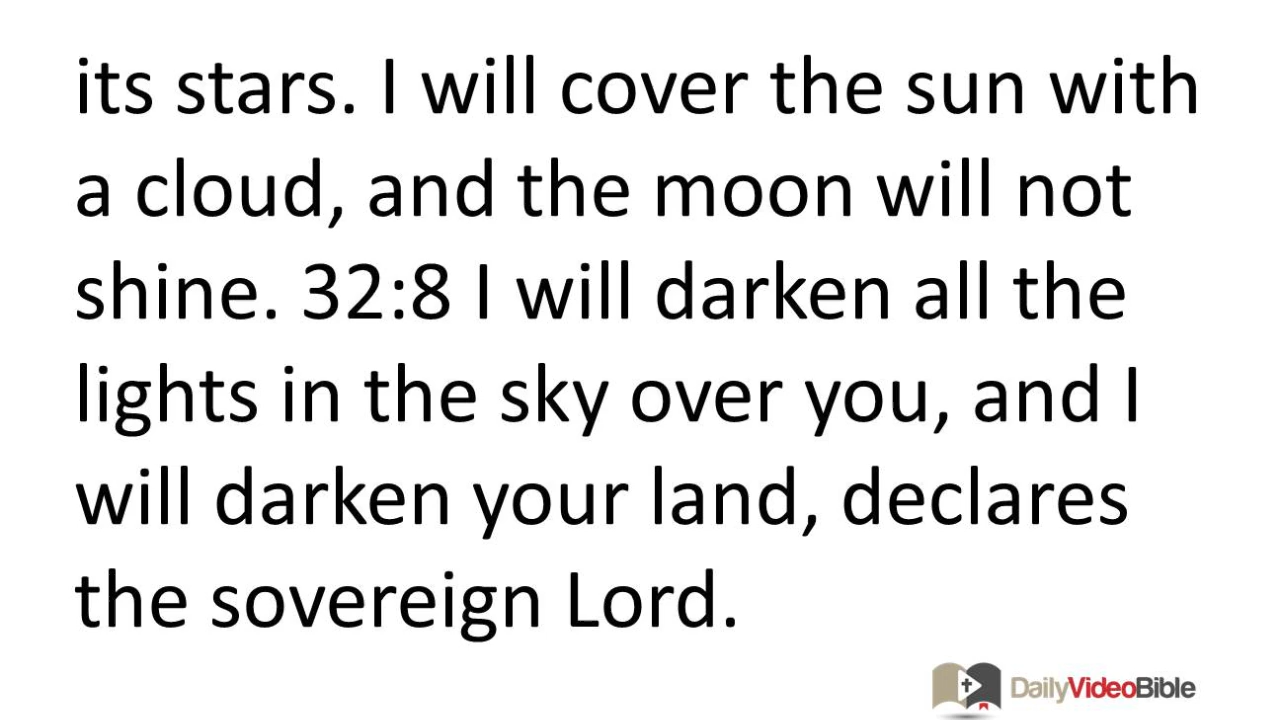 its stars. I will cover the sun with
a cloud, and the moon will not
shine. 32:8 I will darken all the
lights in the sky over you, and I
will darken your land, declares
the sovereign Lord.
DailyVideoBible